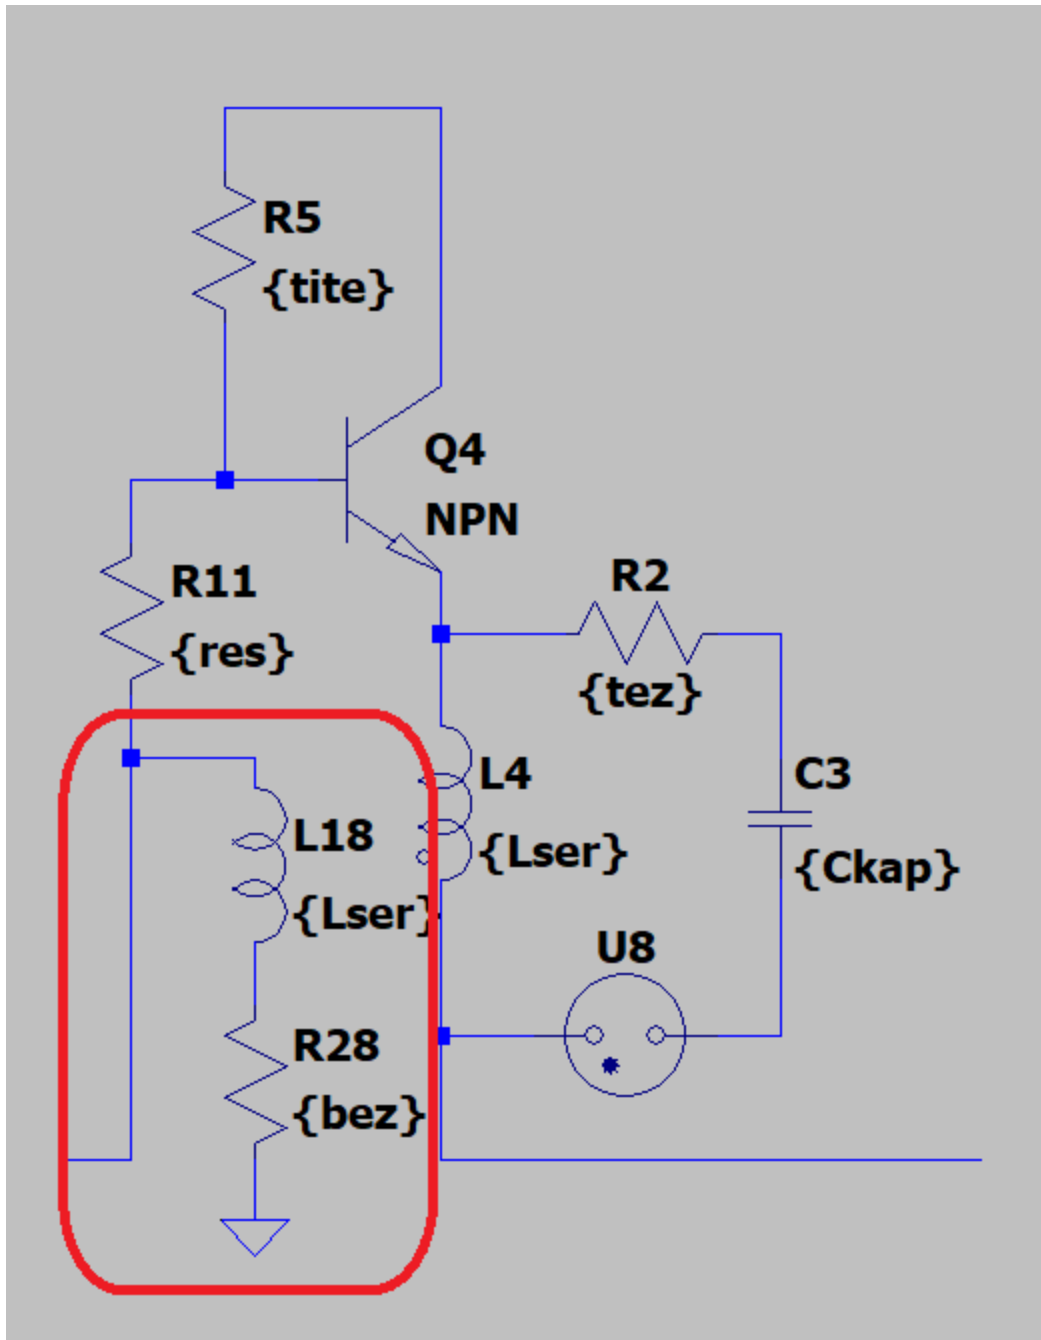 R5
{tite}
Q4
NPN
R11
{res}
R2
{tez}
L4
{Lser}
C3
{Ckap}
L18
{Lser}
U8
R28
{bez}